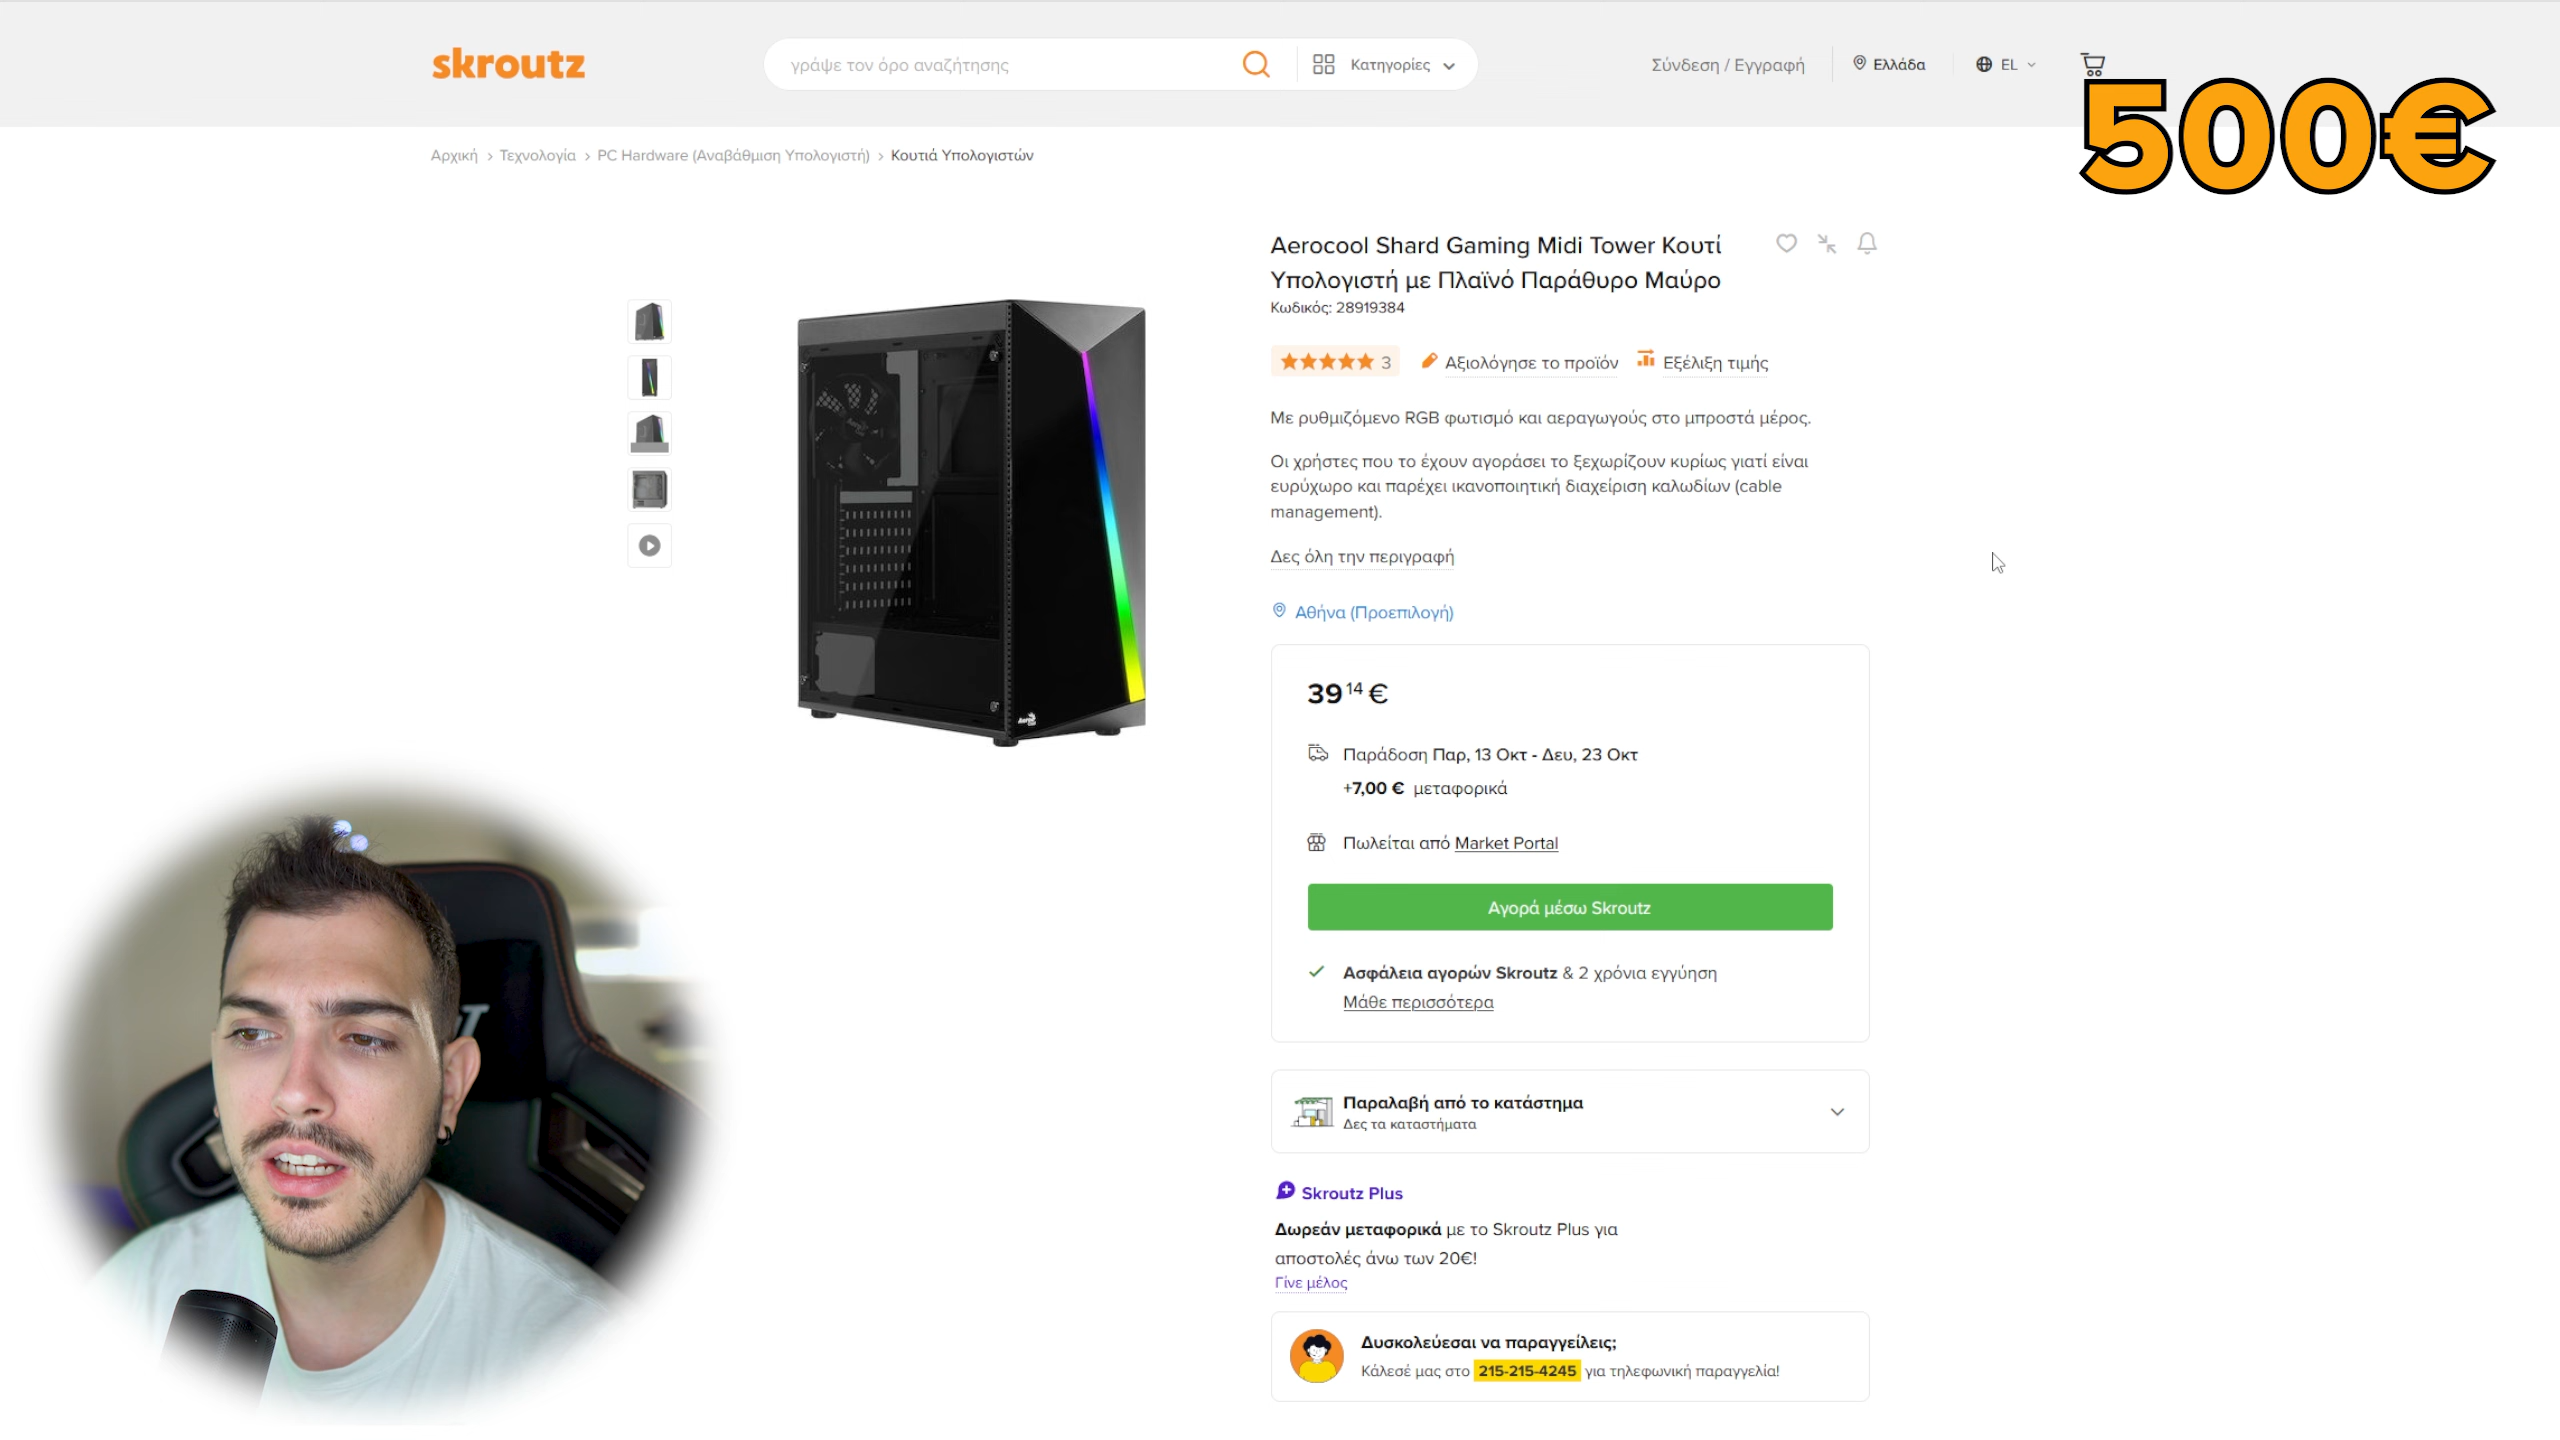 skroutz
γράψε τον όρο αναζήτησης
Κατηγορίες
Σύνδεση / Εγγραφή
Ελλάδα
EL
500€
Αρχική > Τεχνολογία > PC Hardware (Αναβάθμιση Υπολογιστή) > Κουτιά Υπολογιστών
Aerocool Shard Gaming Midi Tower Κουτί
Υπολογιστή με Πλαϊνό Παράθυρο Μαύρο
Κωδικός: 28919384
3
Αξιολόγησε το προϊόν
Εξέλιξη τιμής
Με ρυθμιζόμενο RGB φωτισμό και αεραγωγούς στο μπροστά μέρος.
Οι χρήστες που το έχουν αγοράσει το ξεχωρίζουν κυρίως γιατί είναι
ευρύχωρο και παρέχει ικανοποιητική διαχείριση καλωδίων (cable
management).
Δες όλη την περιγραφή
Αθήνα (Προεπιλογή)
39 14 €
Παράδοση Παρ, 13 Οκτ - Δευ, 23 Οκτ
+7,00 € μεταφορικά
Πωλείται από Market Portal
Αγορά μέσω Skroutz
Ασφάλεια αγορών Skroutz & 2 χρόνια εγγύηση
Μάθε περισσότερα
Παραλαβή από το κατάστημα
Δες τα καταστήματα
Skroutz Plus
Δωρεάν μεταφορικά με το Skroutz Plus για
αποστολές άνω των 20€!
Γίνε μέλος
Δυσκολεύεσαι να παραγγείλεις;
Κάλεσέ μας στο 215-215-4245 για τηλεφωνική παραγγελία!